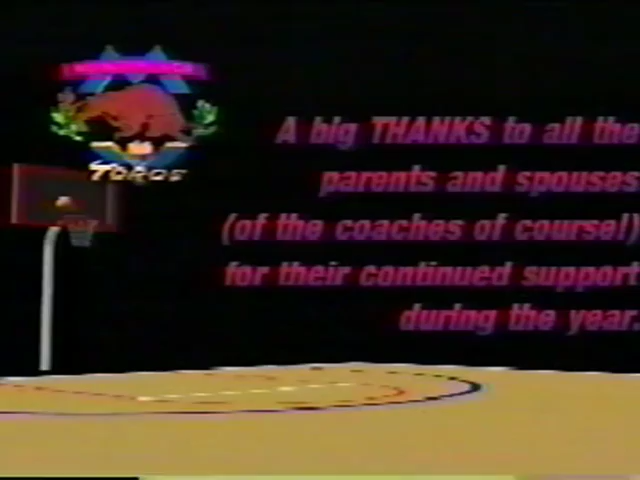 TOROS
A big THANKS to all the
parents and spouses
(of the coaches of course!)
for their continued support
during the year.